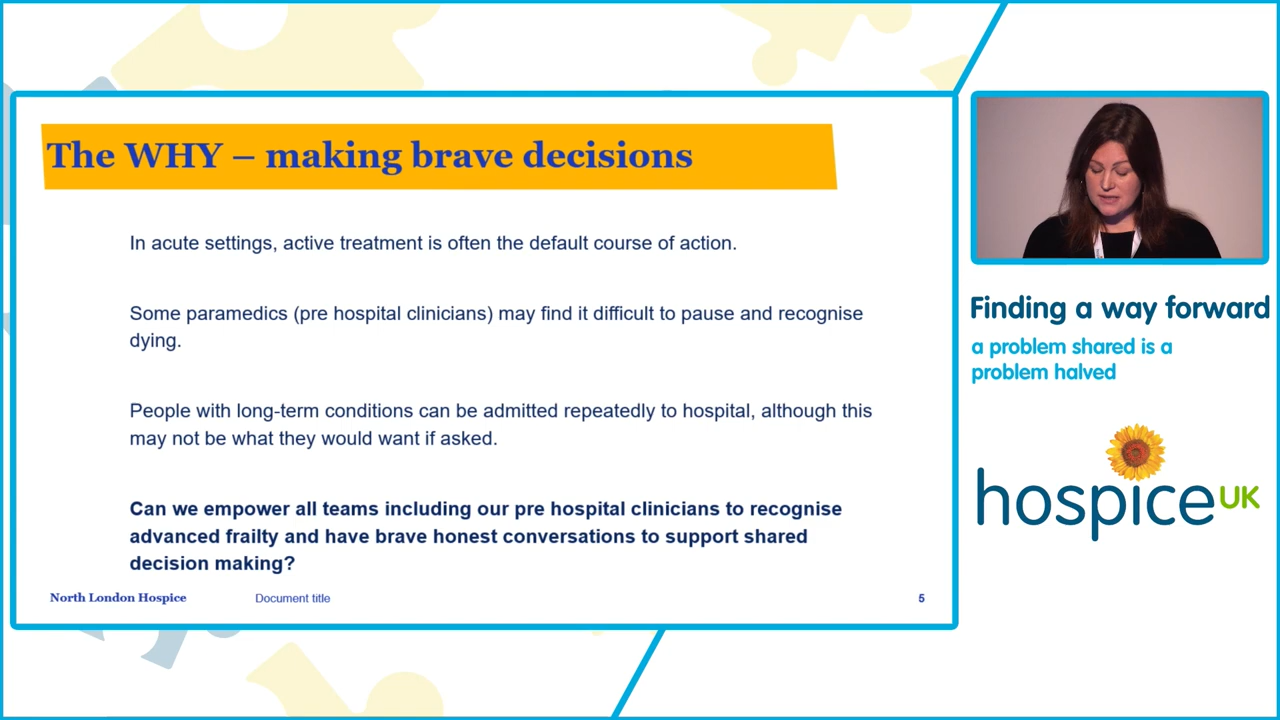 The WHY – making brave decisions
In acute settings, active treatment is often the default course of action.
Some paramedics (pre hospital clinicians) may find it difficult to pause and recognise
dying.
People with long-term conditions can be admitted repeatedly to hospital, although this
may not be what they would want if asked.
Can we empower all teams including our pre hospital clinicians to recognise
advanced frailty and have brave honest conversations to support shared
decision making?
North London Hospice Document title 5
Finding a way forward
a problem shared is a
problem halved
hospice UK